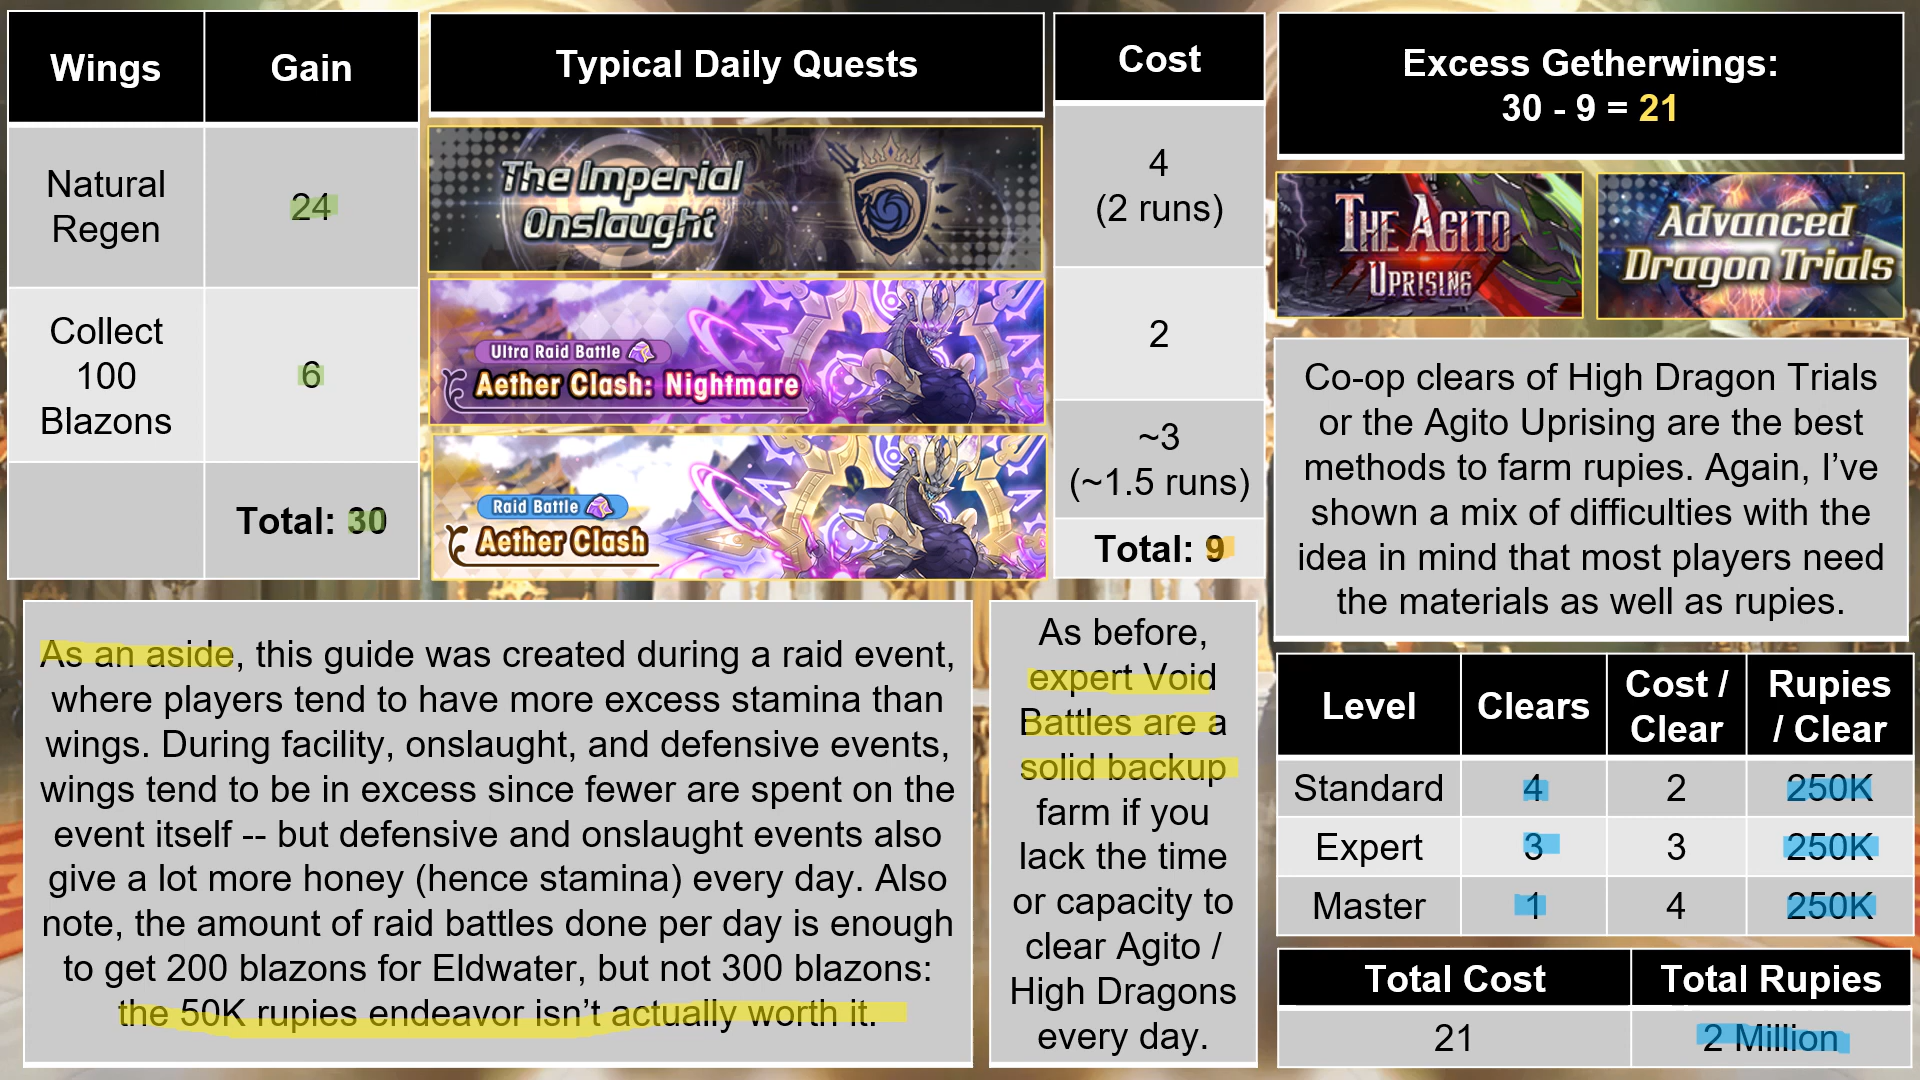 Wings
Gain
Natural
Regen
24
Collect
100
Blazons
6
Total: 30
Typical Daily Quests
The Imperial
Onslaught
Ultra Raid Battle
Aether Clash: Nightmare
Raid Battle
Aether Clash
Cost
4
(2 runs)
2
~3
(~1.5 runs)
Total: 9
Excess Getherwings:
30 - 9 = 21
THE AGITO
UPRISING
Advanced
Dragon Trials
Co-op clears of High Dragon Trials
or the Agito Uprising are the best
methods to farm rupies. Again, I’ve
shown a mix of difficulties with the
idea in mind that most players need
the materials as well as rupies.
As an aside, this guide was created during a raid event,
where players tend to have more excess stamina than
wings. During facility, onslaught, and defensive events,
wings tend to be in excess since fewer are spent on the
event itself -- but defensive and onslaught events also
give a lot more honey (hence stamina) every day. Also
note, the amount of raid battles done per day is enough
to get 200 blazons for Eldwater, but not 300 blazons:
the 50K rupies endeavor isn’t actually worth it.
As before,
expert Void
Battles are a
solid backup
farm if you
lack the time
or capacity to
clear Agito /
High Dragons
every day.
Level Clears Cost / Clear Rupies / Clear
Standard 4 2 250K
Expert 3 3 250K
Master 1 4 250K
Total Cost Total Rupies
21 2 Million